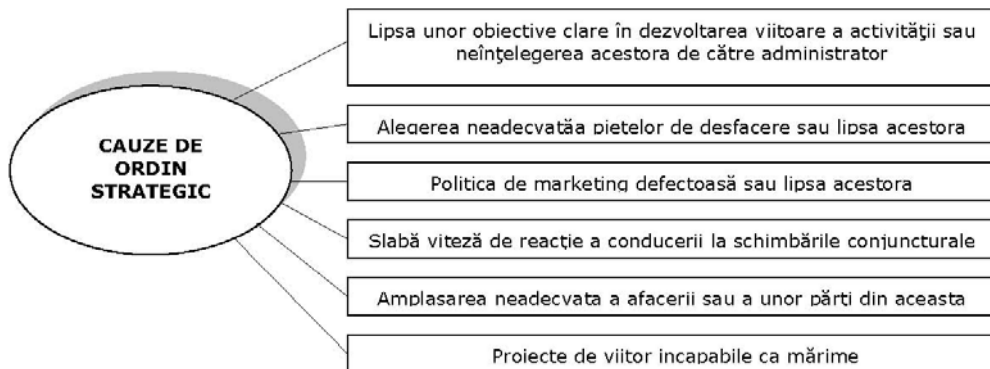 CAUZE DE
ORDIN
STRATEGIC
Lipsa unor obiective clare în dezvoltarea viitoare a activităţii sau
neînţelegerea acestora de către administrator
Alegerea neadecvatăa pieţelor de desfacere sau lipsa acestora
Politica de marketing defectoasă sau lipsa acestora
Slabă viteză de reacţie a conducerii la schimbările conjuncturale
Amplasarea neadecvata a afacerii sau a unor părţi din aceasta
Proiecte de viitor incapabile ca mărime